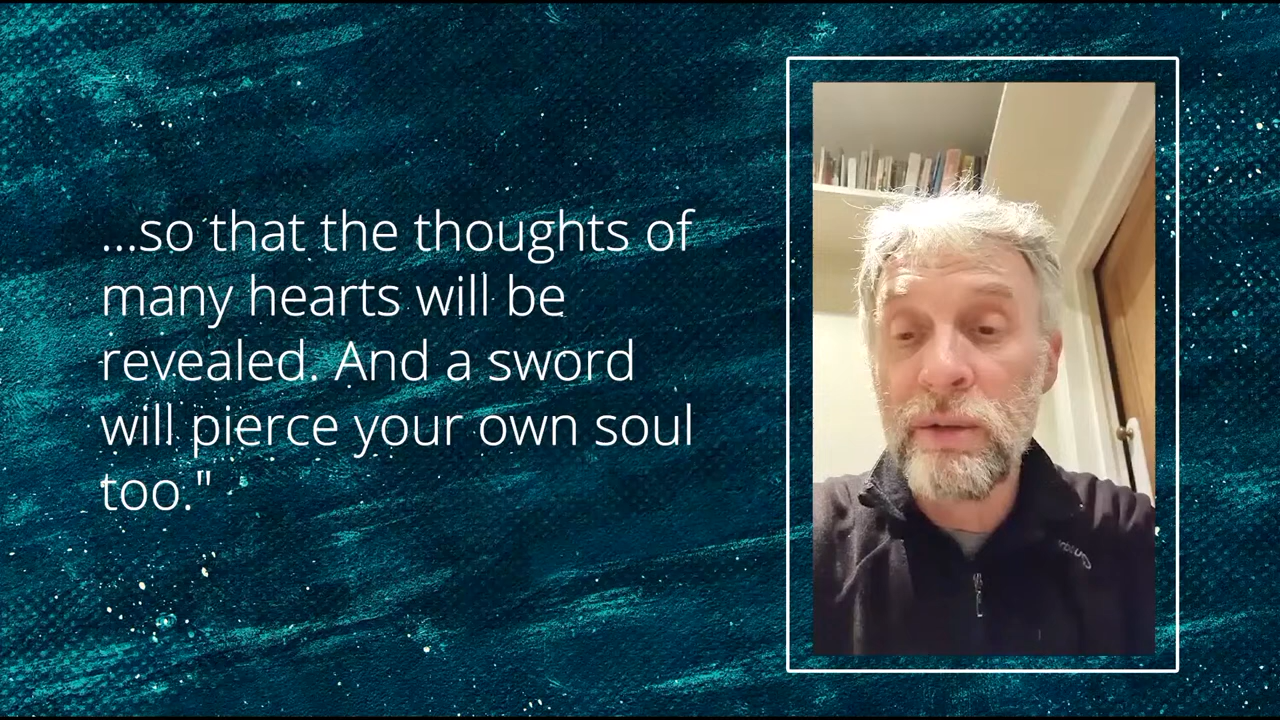 ...so that the thoughts of
many hearts will be
revealed. And a sword
will pierce your own soul
too."